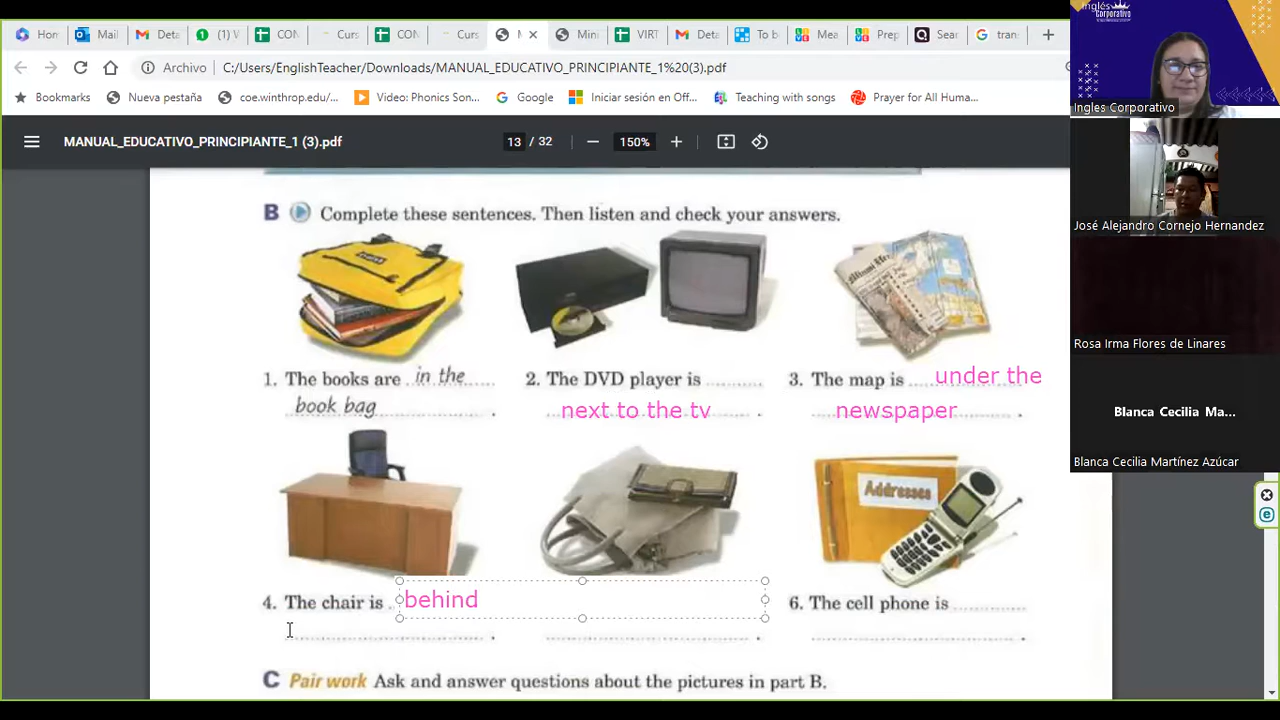 Inglés
corporativo
Hom
Mail
Deta
(1) V
CON
Curs
CON
Curs
Mini
VIRT
Deta
To b
Mea
Prep
Sear
tran
Archivo
C:/Users/EnglishTeacher/Downloads/MANUAL_EDUCATIVO_PRINCIPIANTE_1%20(3).pdf
Bookmarks
Nueva pestaña
coe.winthrop.edu/...
Video: Phonics Son...
Google
Iniciar sesión en Off...
Teaching with songs
Prayer for All Huma...
Ingles Corporativo
MANUAL_EDUCATIVO_PRINCIPIANTE_1 (3).pdf
13 / 32
150%
B Complete these sentences. Then listen and check your answers.
José Alejandro Cornejo Hernandez
Rosa Irma Flores de Linares
1. The books are in the
book bag .
2. The DVD player is
next to the tv .
3. The map is under the
newspaper .
Blanca Cecilia Ma...
Blanca Cecilia Martínez Azúcar
Addresses
4. The chair is behind
6. The cell phone is
C Pair work Ask and answer questions about the pictures in part B.